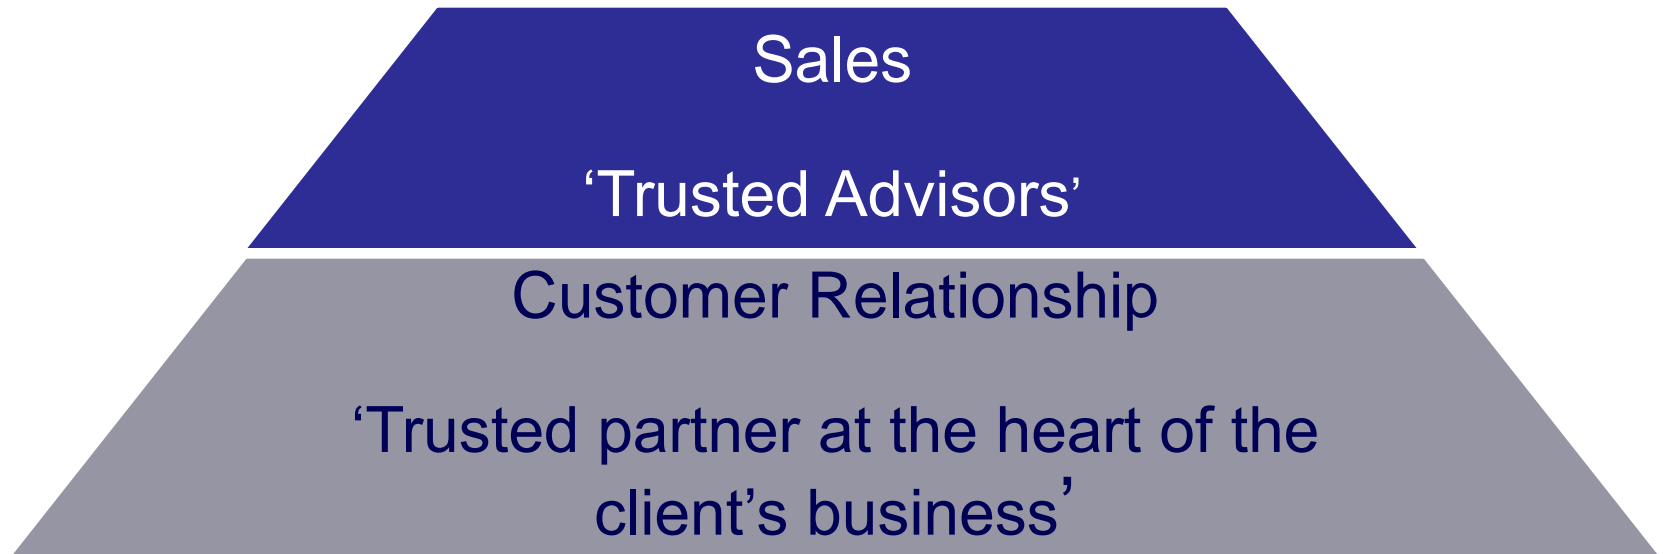 Sales
‘Trusted Advisors’
Customer Relationship
‘Trusted partner at the heart of the
client’s business’